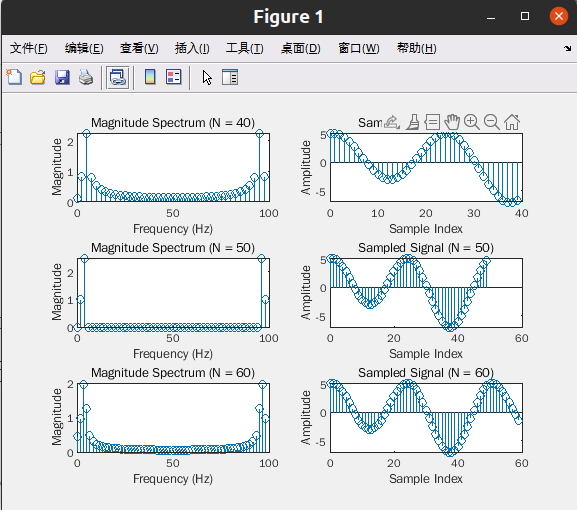 Figure 1
文件(F) 编辑(E) 查看(V) 插入(I) 工具(T) 桌面(D) 窗口(W) 帮助(H)
Magnitude Spectrum (N = 40)
Magnitude
2
1
0
0 50 100
Frequency (Hz)
Sam
Amplitude
5
0
-5
0 10 20 30 40
Sample Index
Magnitude Spectrum (N = 50)
Magnitude
2
1
0
0 50 100
Frequency (Hz)
Sampled Signal (N = 50)
Amplitude
5
0
-5
0 20 40 60
Sample Index
Magnitude Spectrum (N = 60)
Magnitude
2
1
0
0 50 100
Frequency (Hz)
Sampled Signal (N = 60)
Amplitude
5
0
-5
0 20 40 60
Sample Index